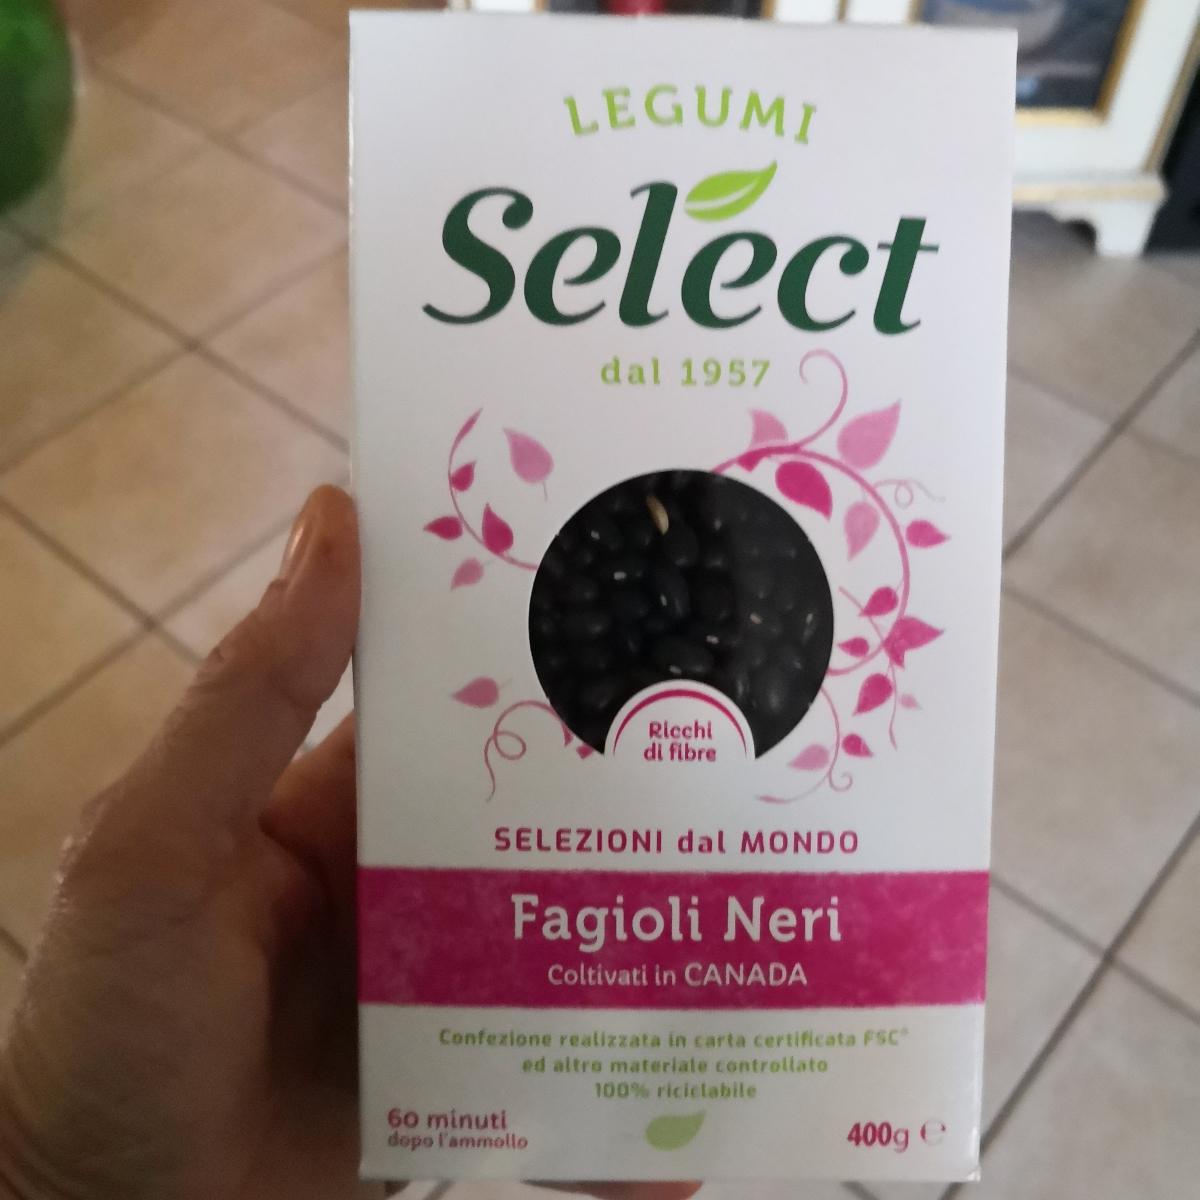 LEGUMI
Select
dal 1957
Ricchi
di fibre
SELEZIONI dal MONDO
Fagioli Neri
Coltivati in CANADA
Confezione realizzata in carta certificata FSC®
ed altro materiale controllato
100% riciclabile
60 minuti
dopo l'ammollo
400g ℮